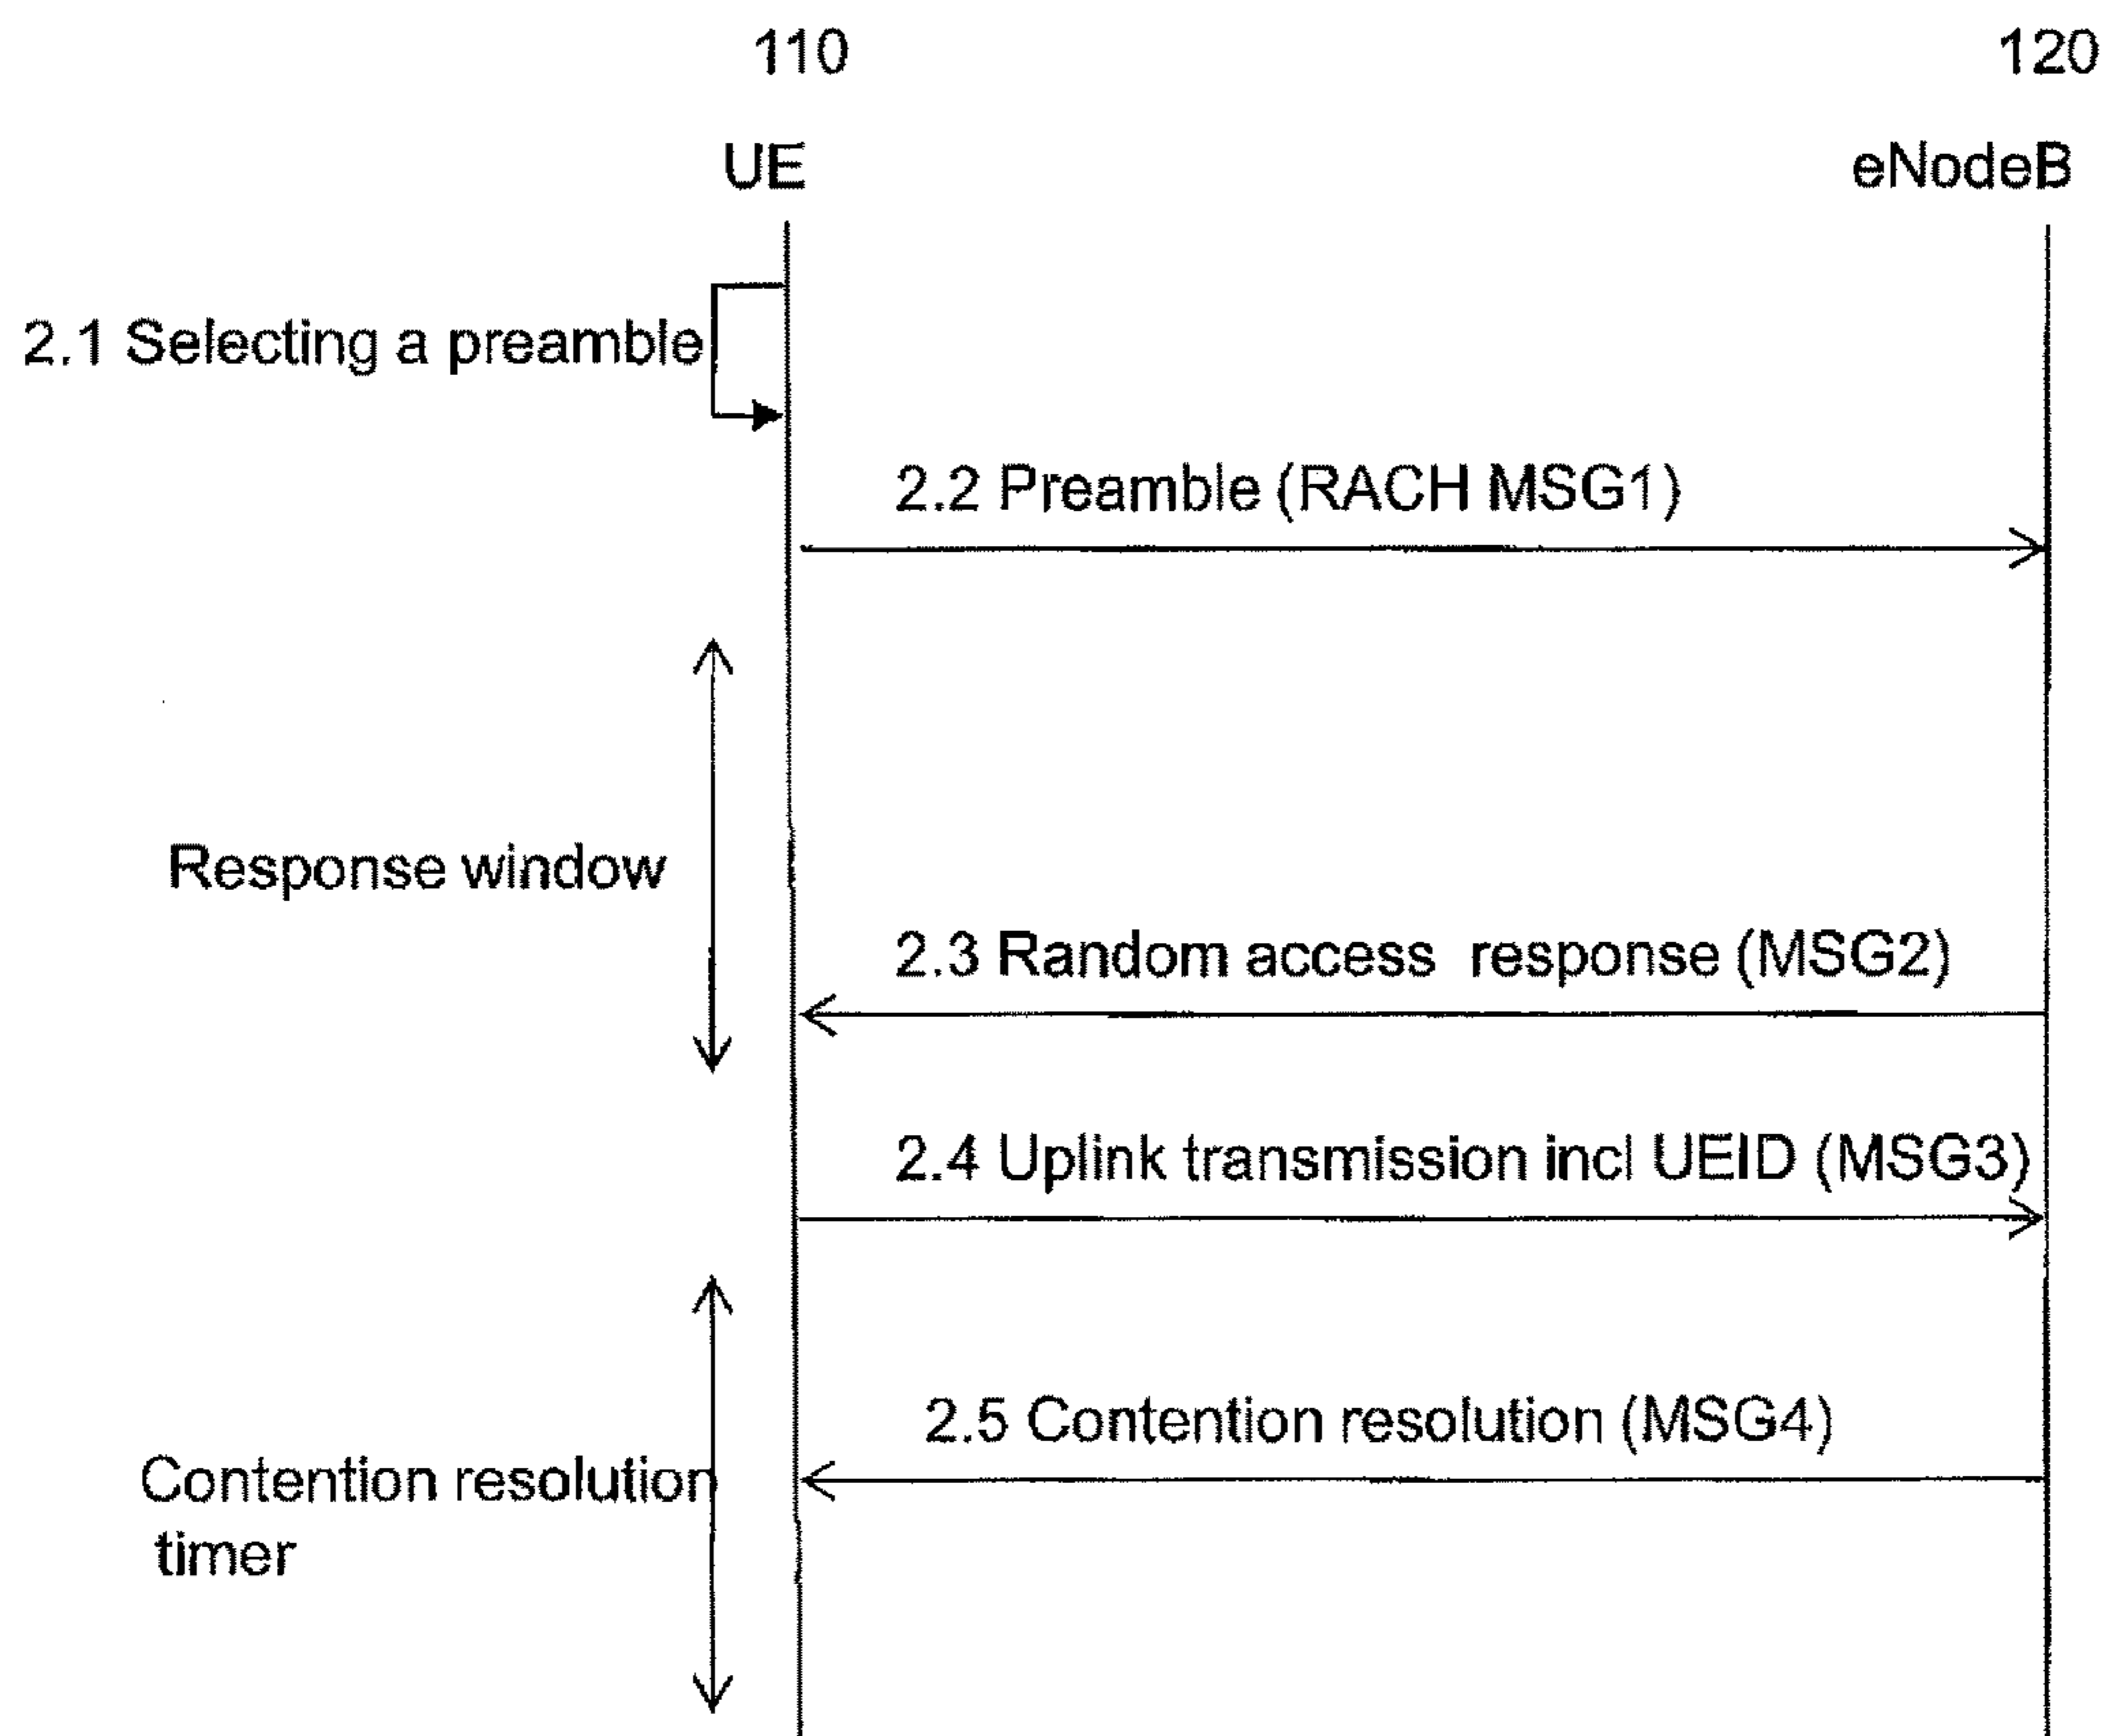 110
120
UE
eNodeB
2.1 Selecting a preamble
2.2 Preamble (RACH MSG1)
Response window
2.3 Random access response (MSG2)
2.4 Uplink transmission incl UEID (MSG3)
2.5 Contention resolution (MSG4)
Contention resolution
timer